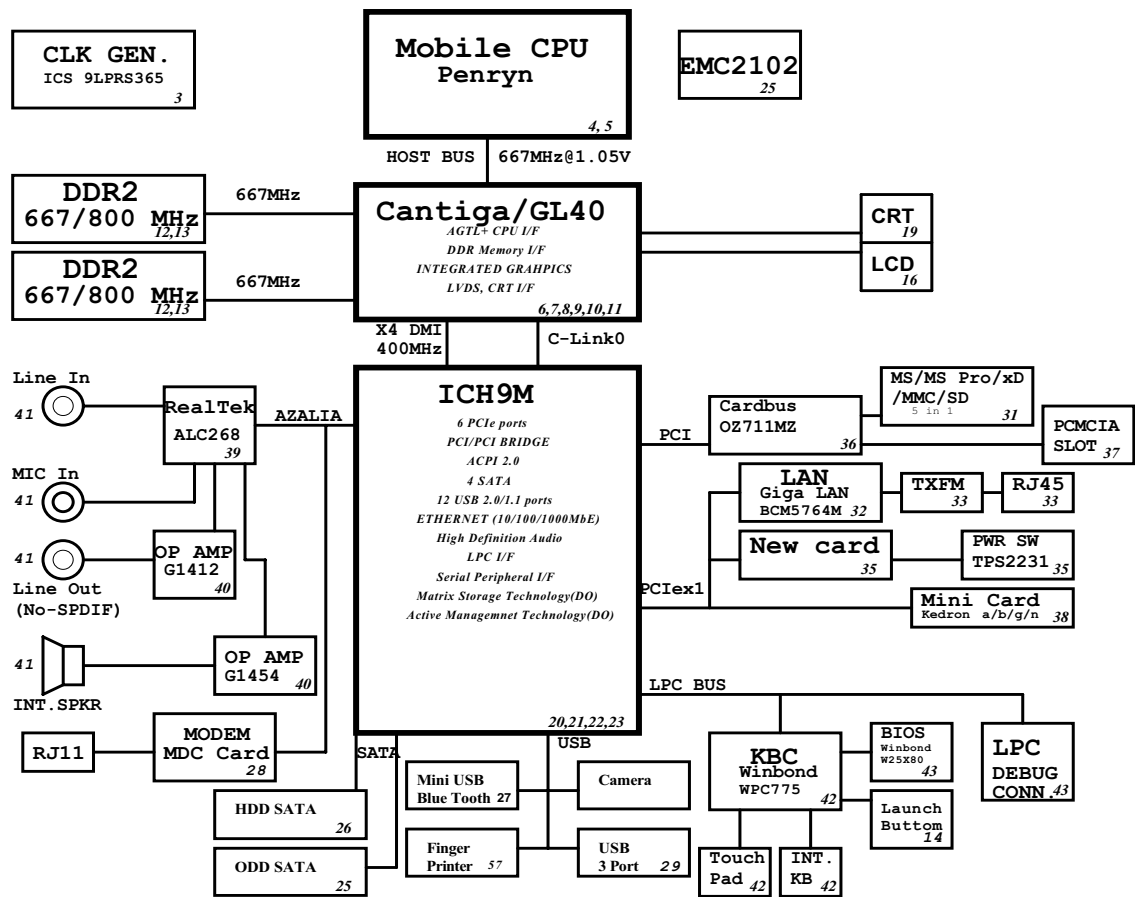 CLK GEN.
ICS 9LPRS365
3
Mobile CPU
Penryn
4, 5
EMC2102
25
HOST BUS
667MHz@1.05V
DDR2
667/800 MHz
12,13
667MHz
DDR2
667/800 MHz
12,13
667MHz
Cantiga/GL40
AGTL+ CPU I/F
DDR Memory I/F
INTEGRATED GRAHPICS
LVDS, CRT I/F
6,7,8,9,10,11
CRT
19
LCD
16
X4 DMI
400MHz
C-Link0
ICH9M
6 PCIe ports
PCI/PCI BRIDGE
ACPI 2.0
4 SATA
12 USB 2.0/1.1 ports
ETHERNET (10/100/1000MbE)
High Definition Audio
LPC I/F
Serial Peripheral I/F
Matrix Storage Technology(DO)
Active Managemnet Technology(DO)
20,21,22,23
Line In
41
RealTek
ALC268
39
AZALIA
MIC In
41
41
Line Out
(No-SPDIF)
OP AMP
G1412
40
41
INT.SPKR
OP AMP
G1454
40
RJ11
MODEM
MDC Card
28
SATA
HDD SATA
26
ODD SATA
25
USB
Mini USB
Blue Tooth 27
Camera
Finger
Printer 57
USB
3 Port 29
PCI
Cardbus
OZ711MZ
36
MS/MS Pro/xD
/MMC/SD
5 in 1
31
PCMCIA
SLOT 37
LAN
Giga LAN
BCM5764M 32
TXFM
33
RJ45
33
New card
35
PWR SW
TPS2231
35
PCIex1
Mini Card
Kedron a/b/g/n
38
LPC BUS
KBC
Winbond
WPC775
42
BIOS
Winbond
W25X80
43
LPC
DEBUG
CONN.
43
Launch
Buttom
14
Touch
Pad 42
INT.
KB 42